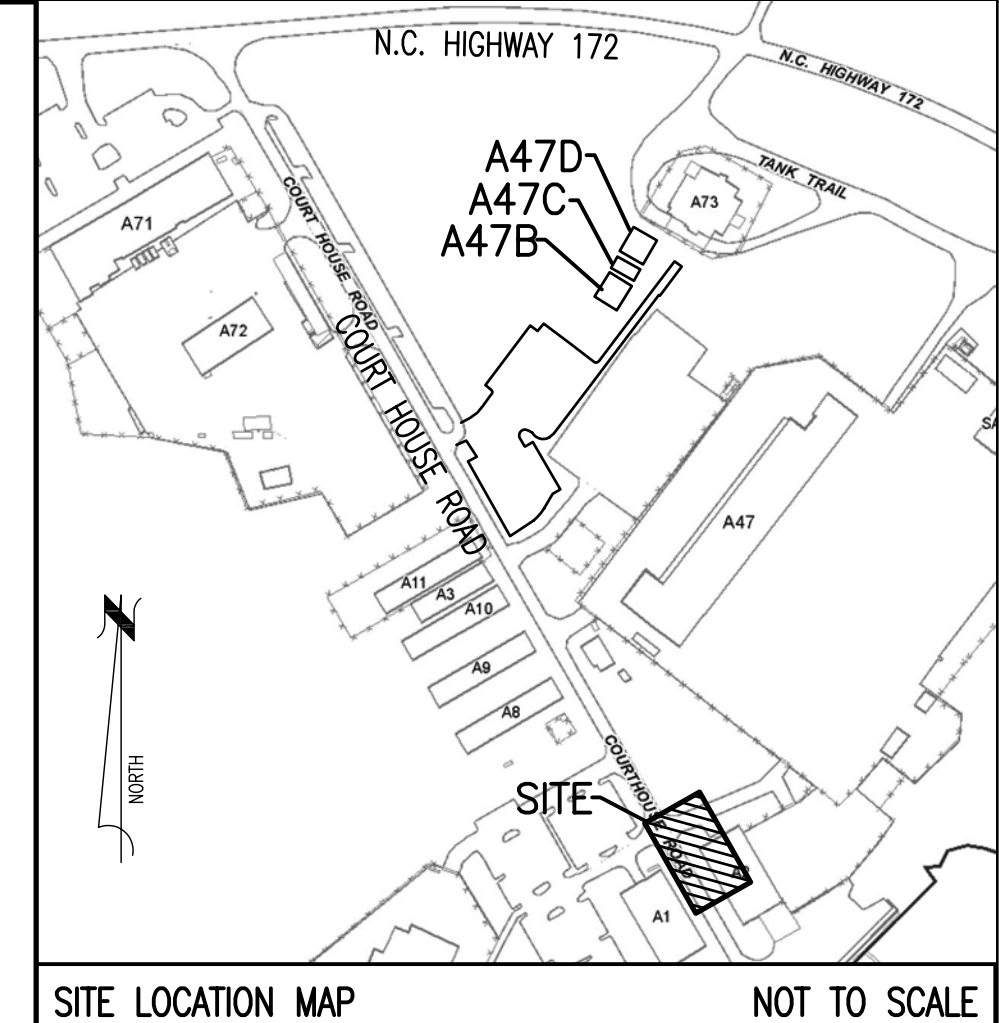 N.C. HIGHWAY 172
N.C. HIGHWAY 172
A47D
A47C
A47B
TANK TRAIL
A73
A71
COURT HOUSE ROAD
A72
COURT HOUSE ROAD
A47
A11
A3
A10
A9
A8
NORTH
COURTHOUSE ROAD
SITE
A1
SITE LOCATION MAP
NOT TO SCALE